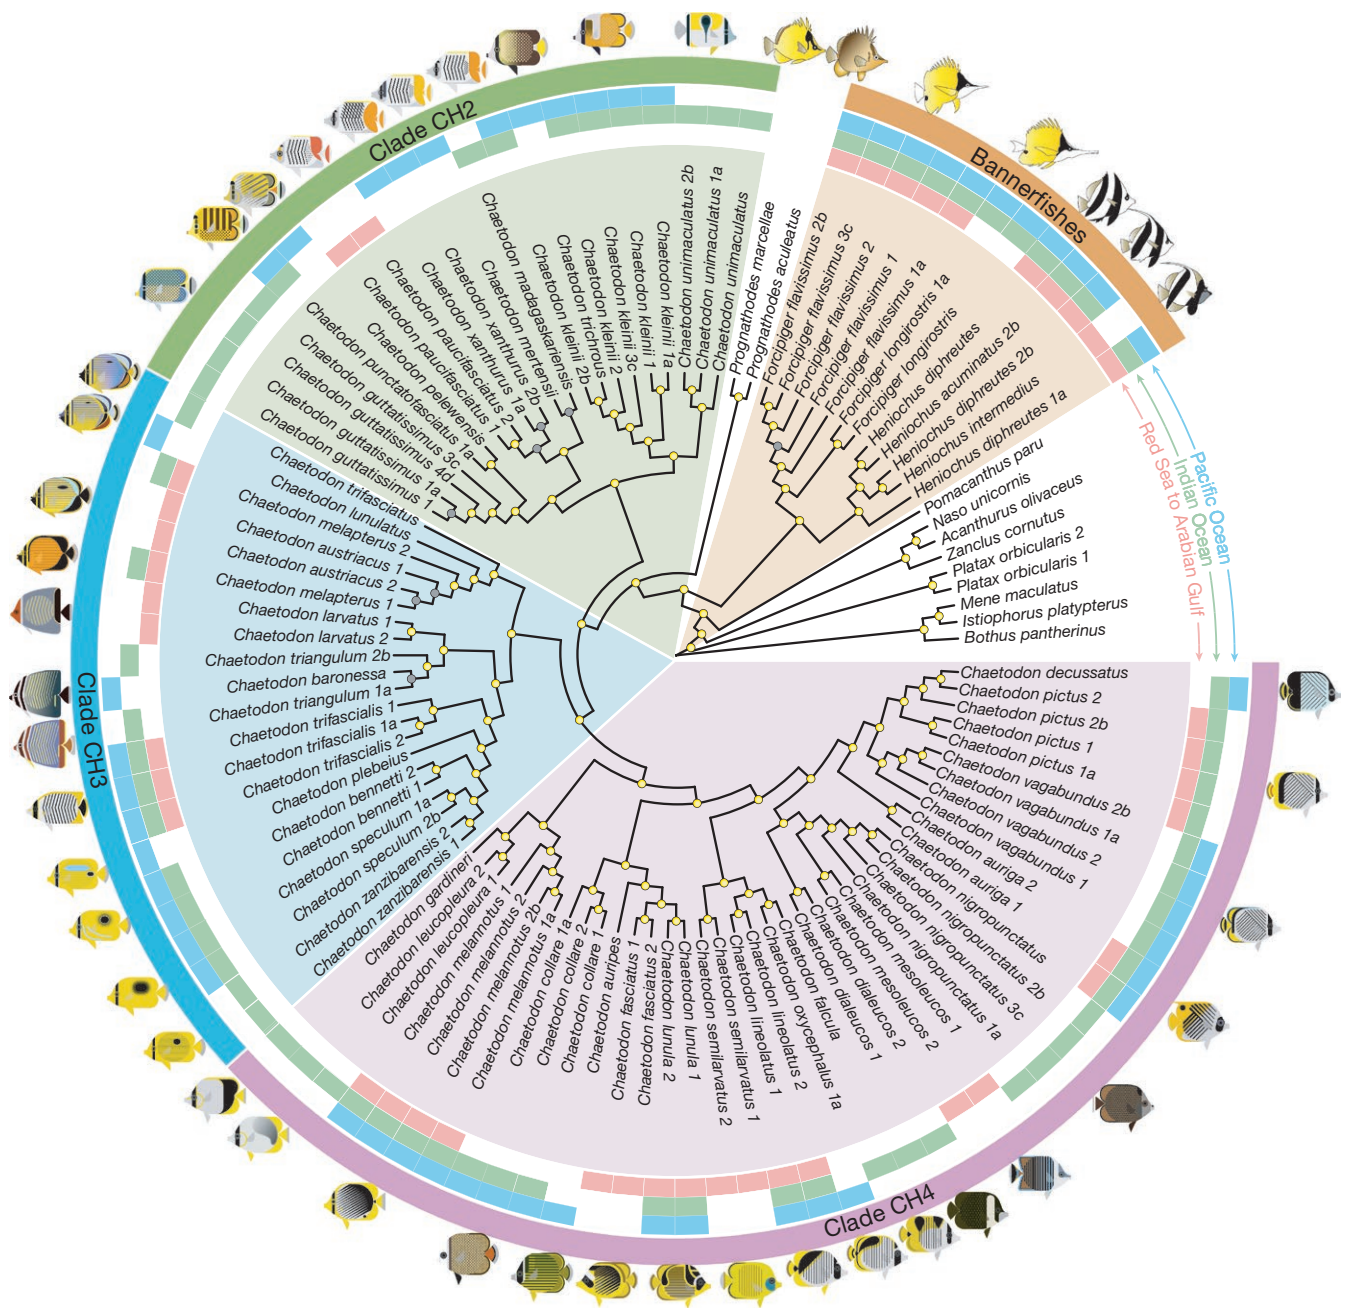 Clade CH2
Bannerfishes
Clade CH3
Clade CH4
Red Sea to Arabian Gulf
Indian Ocean
Pacific Ocean
Prognathodes marcellae
Prognathodes aculeatus
Forcipiger flavissimus 2b
Forcipiger flavissimus 3c
Forcipiger flavissimus 2
Forcipiger flavissimus 1
Forcipiger flavissimus 1a
Forcipiger longirostris 1a
Forcipiger longirostris
Heniochus diphreutes
Heniochus acuminatus 2b
Heniochus diphreutes 2b
Heniochus intermedius
Heniochus diphreutes 1a
Pomacanthus paru
Naso unicornis
Acanthurus olivaceus
Zanclus cornutus
Platax orbicularis 2
Platax orbicularis 1
Mene maculatus
Istiophorus platypterus
Bothus pantherinus
Chaetodon decussatus
Chaetodon pictus 2
Chaetodon pictus 2b
Chaetodon pictus 1
Chaetodon pictus 1a
Chaetodon vagabundus 2b
Chaetodon vagabundus 1a
Chaetodon vagabundus 2
Chaetodon vagabundus 1
Chaetodon auriga 2
Chaetodon auriga 1
Chaetodon nigropunctatus
Chaetodon nigropunctatus 2b
Chaetodon nigropunctatus 3c
Chaetodon nigropunctatus 1a
Chaetodon mesoleucos 1
Chaetodon mesoleucos 2
Chaetodon dialeucos 2
Chaetodon dialeucos 1
Chaetodon falcula
Chaetodon oxycephalus 1a
Chaetodon lineolatus 2
Chaetodon lineolatus 1
Chaetodon semilarvatus 1
Chaetodon semilarvatus 2
Chaetodon lunula 1
Chaetodon lunula 2
Chaetodon fasciatus 2
Chaetodon fasciatus 1
Chaetodon auripes
Chaetodon collare 1
Chaetodon collare 2
Chaetodon collare 1a
Chaetodon melannotus 1a
Chaetodon melannotus 2b
Chaetodon melannotus 2
Chaetodon melannotus 1
Chaetodon leucopleura 1
Chaetodon leucopleura 2
Chaetodon gardineri
Chaetodon zanzibarensis 1
Chaetodon zanzibarensis 2
Chaetodon speculum 2b
Chaetodon speculum 1a
Chaetodon bennetti 1
Chaetodon bennetti 2
Chaetodon plebeius
Chaetodon trifascialis 2
Chaetodon trifascialis 1a
Chaetodon trifascialis 1
Chaetodon triangulum 1a
Chaetodon baronessa
Chaetodon triangulum 2b
Chaetodon larvatus 2
Chaetodon larvatus 1
Chaetodon melapterus 1
Chaetodon austriacus 2
Chaetodon austriacus 1
Chaetodon melapterus 2
Chaetodon lunulatus
Chaetodon trifasciatus
Chaetodon guttatissimus 1
Chaetodon guttatissimus 1a
Chaetodon guttatissimus 4d
Chaetodon guttatissimus 3c
Chaetodon punctatofasciatus 1a
Chaetodon pelewensis
Chaetodon paucifasciatus 1
Chaetodon paucifasciatus 2
Chaetodon xanthurus 1a
Chaetodon xanthurus 2b
Chaetodon mertensii
Chaetodon madagaskariensis
Chaetodon kleinii 2b
Chaetodon trichrous
Chaetodon kleinii 2
Chaetodon kleinii 3c
Chaetodon kleinii 1
Chaetodon kleinii 1a
Chaetodon unimaculatus 2b
Chaetodon unimaculatus 1a
Chaetodon unimaculatus